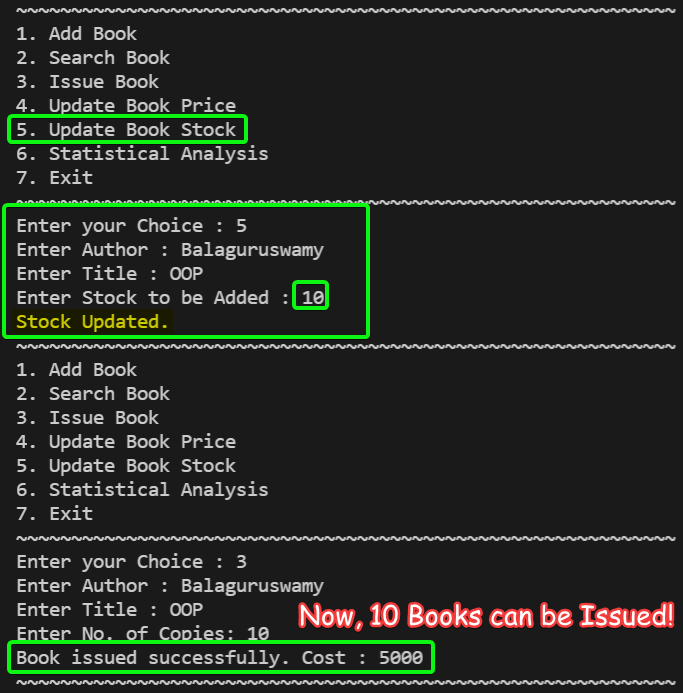 ~~~~~~~~~~~~~~~~~~~~~~~~~~~~~~~~~~~~~~~~~~~~~~~~~~~~~~~~~~~~
1. Add Book
2. Search Book
3. Issue Book
4. Update Book Price
5. Update Book Stock
6. Statistical Analysis
7. Exit
~~~~~~~~~~~~~~~~~~~~~~~~~~~~~~~~~~~~~~~~~~~~~~~~~~~~~~~~~~~~
Enter your Choice : 5
Enter Author : Balaguruswamy
Enter Title : OOP
Enter Stock to be Added : 10
Stock Updated.
~~~~~~~~~~~~~~~~~~~~~~~~~~~~~~~~~~~~~~~~~~~~~~~~~~~~~~~~~~~~
1. Add Book
2. Search Book
3. Issue Book
4. Update Book Price
5. Update Book Stock
6. Statistical Analysis
7. Exit
~~~~~~~~~~~~~~~~~~~~~~~~~~~~~~~~~~~~~~~~~~~~~~~~~~~~~~~~~~~~
Enter your Choice : 3
Enter Author : Balaguruswamy
Enter Title : OOP
Now, 10 Books can be Issued!
Enter No. of Copies: 10
Book issued successfully. Cost : 5000
~~~~~~~~~~~~~~~~~~~~~~~~~~~~~~~~~~~~~~~~~~~~~~~~~~~~~~~~~~~~